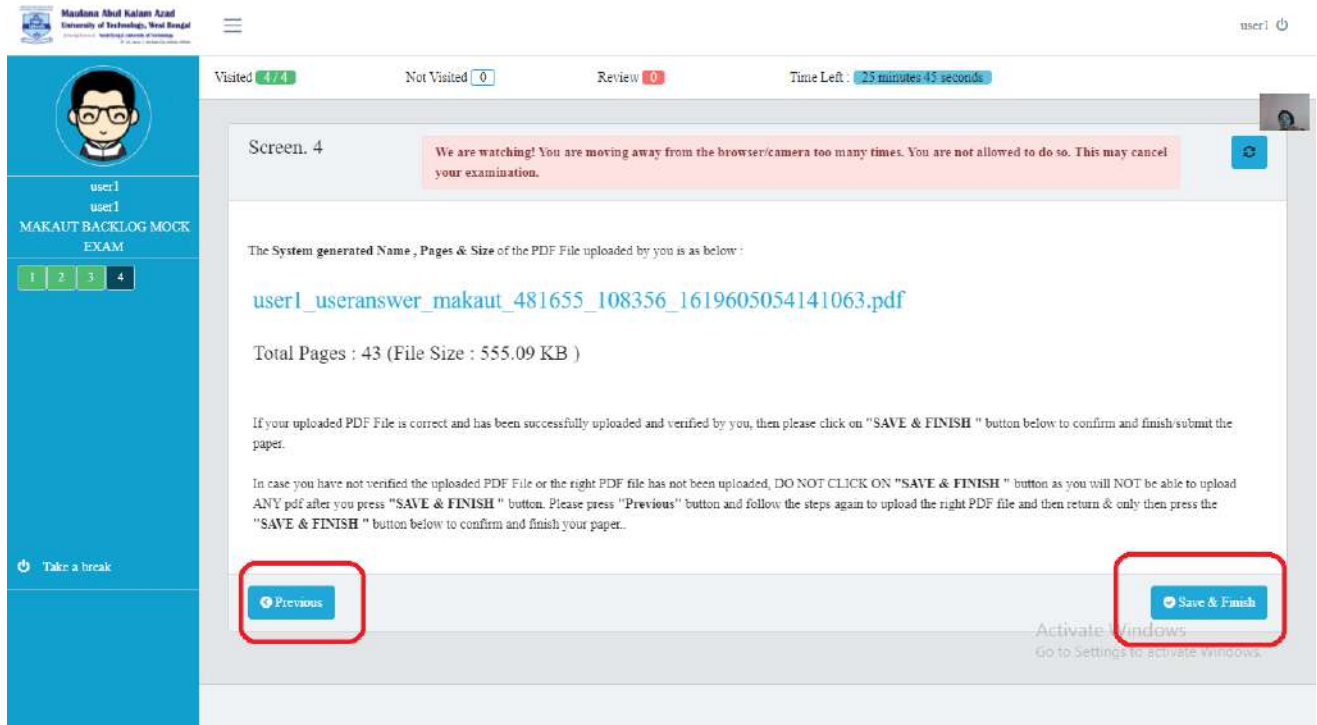 Maulana Abul Kalam Azad
University of Technology, West Bengal
user1
Visited 4 / 4 Not Visited 0 Review 0 Time Left : 25 minutes 45 seconds
Screen. 4
We are watching! You are moving away from the browser/camera too many times. You are not allowed to do so. This may cancel
your examination.
user1
user1
MAKAUT BACKLOG MOCK
EXAM
1 2 3 4
The System generated Name , Pages & Size of the PDF File uploaded by you is as below :
user1_useranswer_makaut_481655_108356_1619605054141063.pdf
Total Pages : 43 (File Size : 555.09 KB )
If your uploaded PDF File is correct and has been successfully uploaded and verified by you, then please click on "SAVE & FINISH " button below to confirm and finish/submit the
paper.
In case you have not verified the uploaded PDF File or the right PDF file has not been uploaded, DO NOT CLICK ON "SAVE & FINISH " button as you will NOT be able to upload
ANY pdf after you press "SAVE & FINISH " button. Please press "Previous" button and follow the steps again to upload the right PDF file and then return & only then press the
"SAVE & FINISH " button below to confirm and finish your paper..
Take a break
Previous
Save & Finish
Activate Windows
Go to Settings to activate Windows.